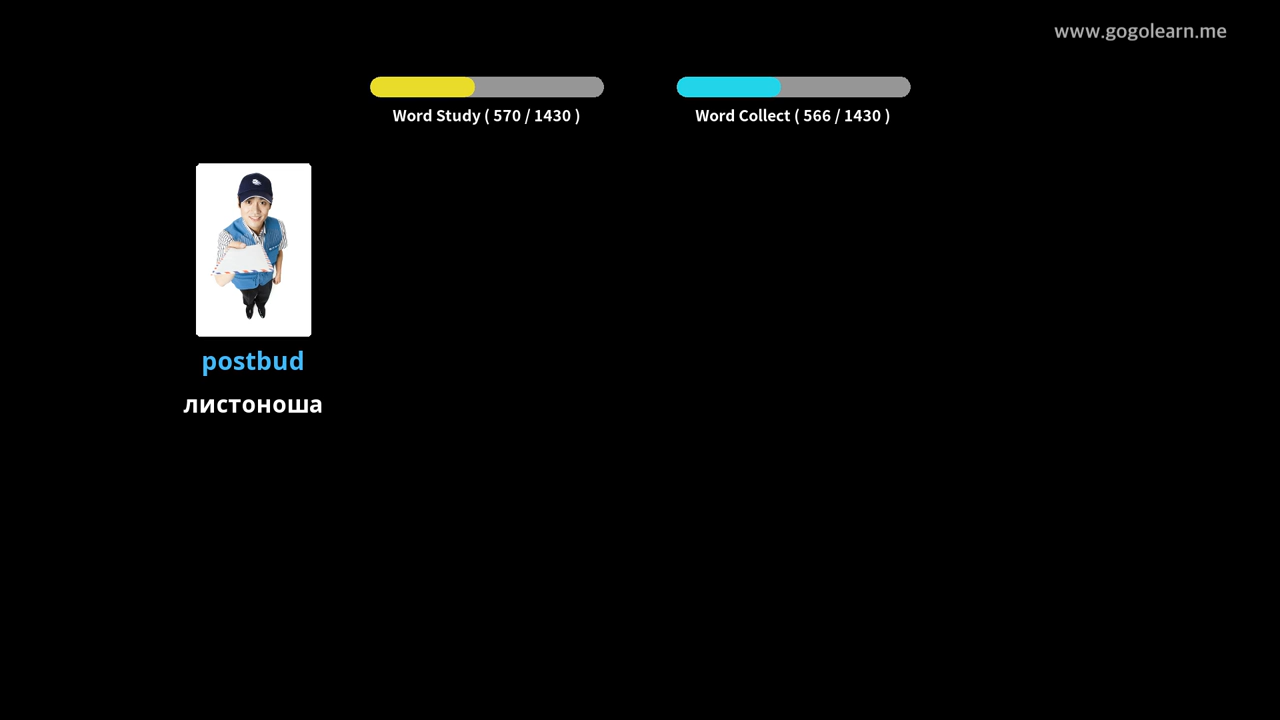 www.gogolearn.me
Word Study ( 570 / 1430 )
Word Collect ( 566 / 1430 )
postbud
листоноша